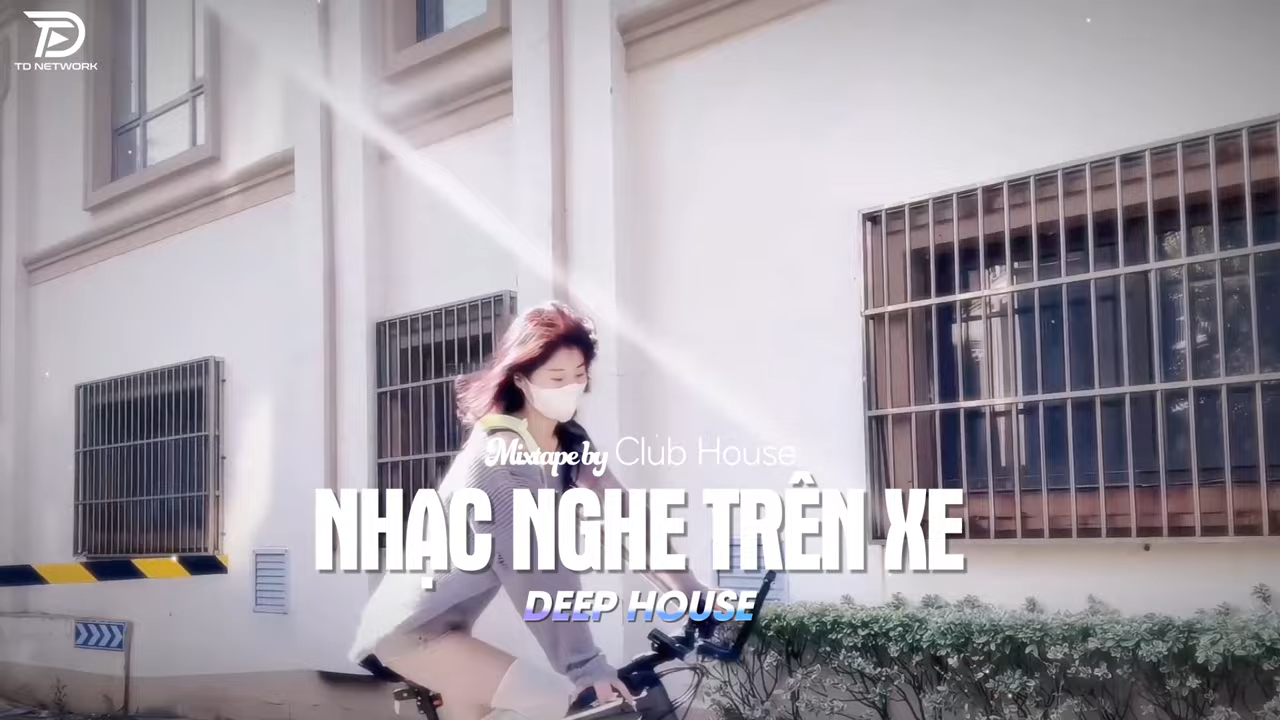 TD NETWORK
Mixtape by Club House
NHẠC NGHE TRÊN XE
DEEP HOUSE